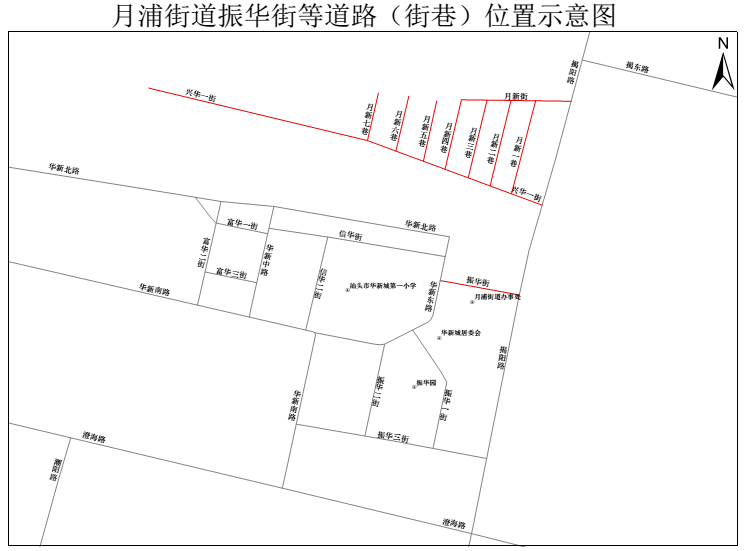 月浦街道振华街等道路（街巷）位置示意图
N
揭阳路
揭东路
兴华一街
月新街
月新七巷
月新六巷
月新五巷
月新四巷
月新三巷
月新二巷
月新一巷
兴华一街
华新北路
富华一街
华新北路
信华街
富华二街
华新中路
富华三街
信华二街
汕头市华新城第一小学
华新东路
振华街
月浦街道办事处
华新南路
华新城居委会
揭阳路
振华二街
振华园
振华一街
华新南路
振华三街
澄海路
潮阳路
澄海路